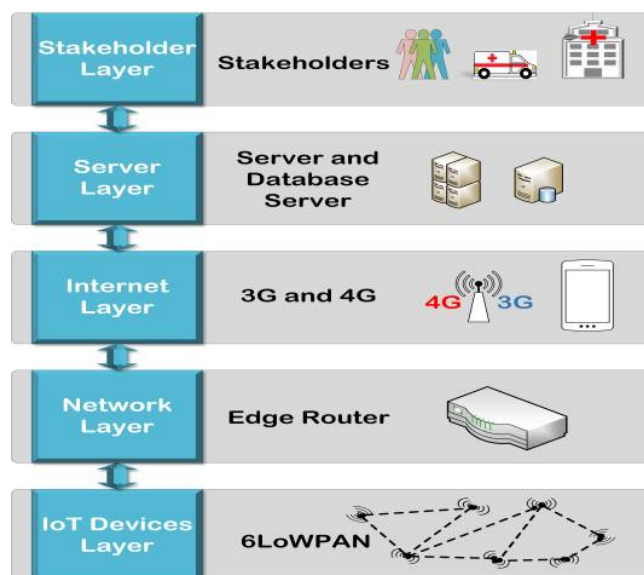 Stakeholder
Layer
Stakeholders
Server
Layer
Server and
Database
Server
Internet
Layer
3G and 4G
4G
3G
Network
Layer
Edge Router
IoT Devices
Layer
6LoWPAN